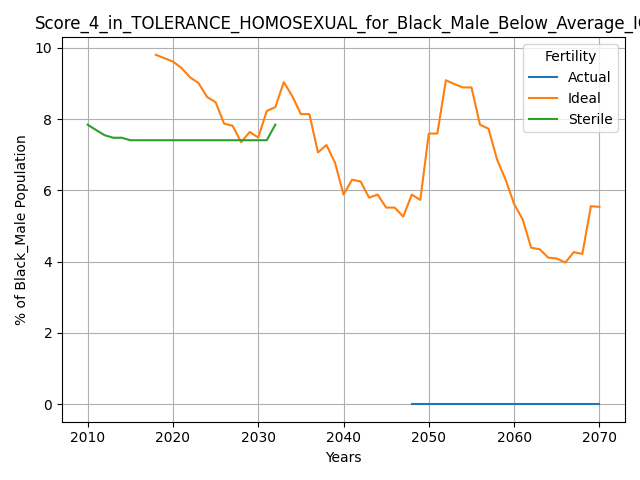 Score_4_in_TOLERANCE_HOMOSEXUAL_for_Black_Male_Below_Average_I
10
8
6
4
2
0
% of Black_Male Population
Fertility
Actual
Ideal
Sterile
2010 2020 2030 2040 2050 2060 2070
Years